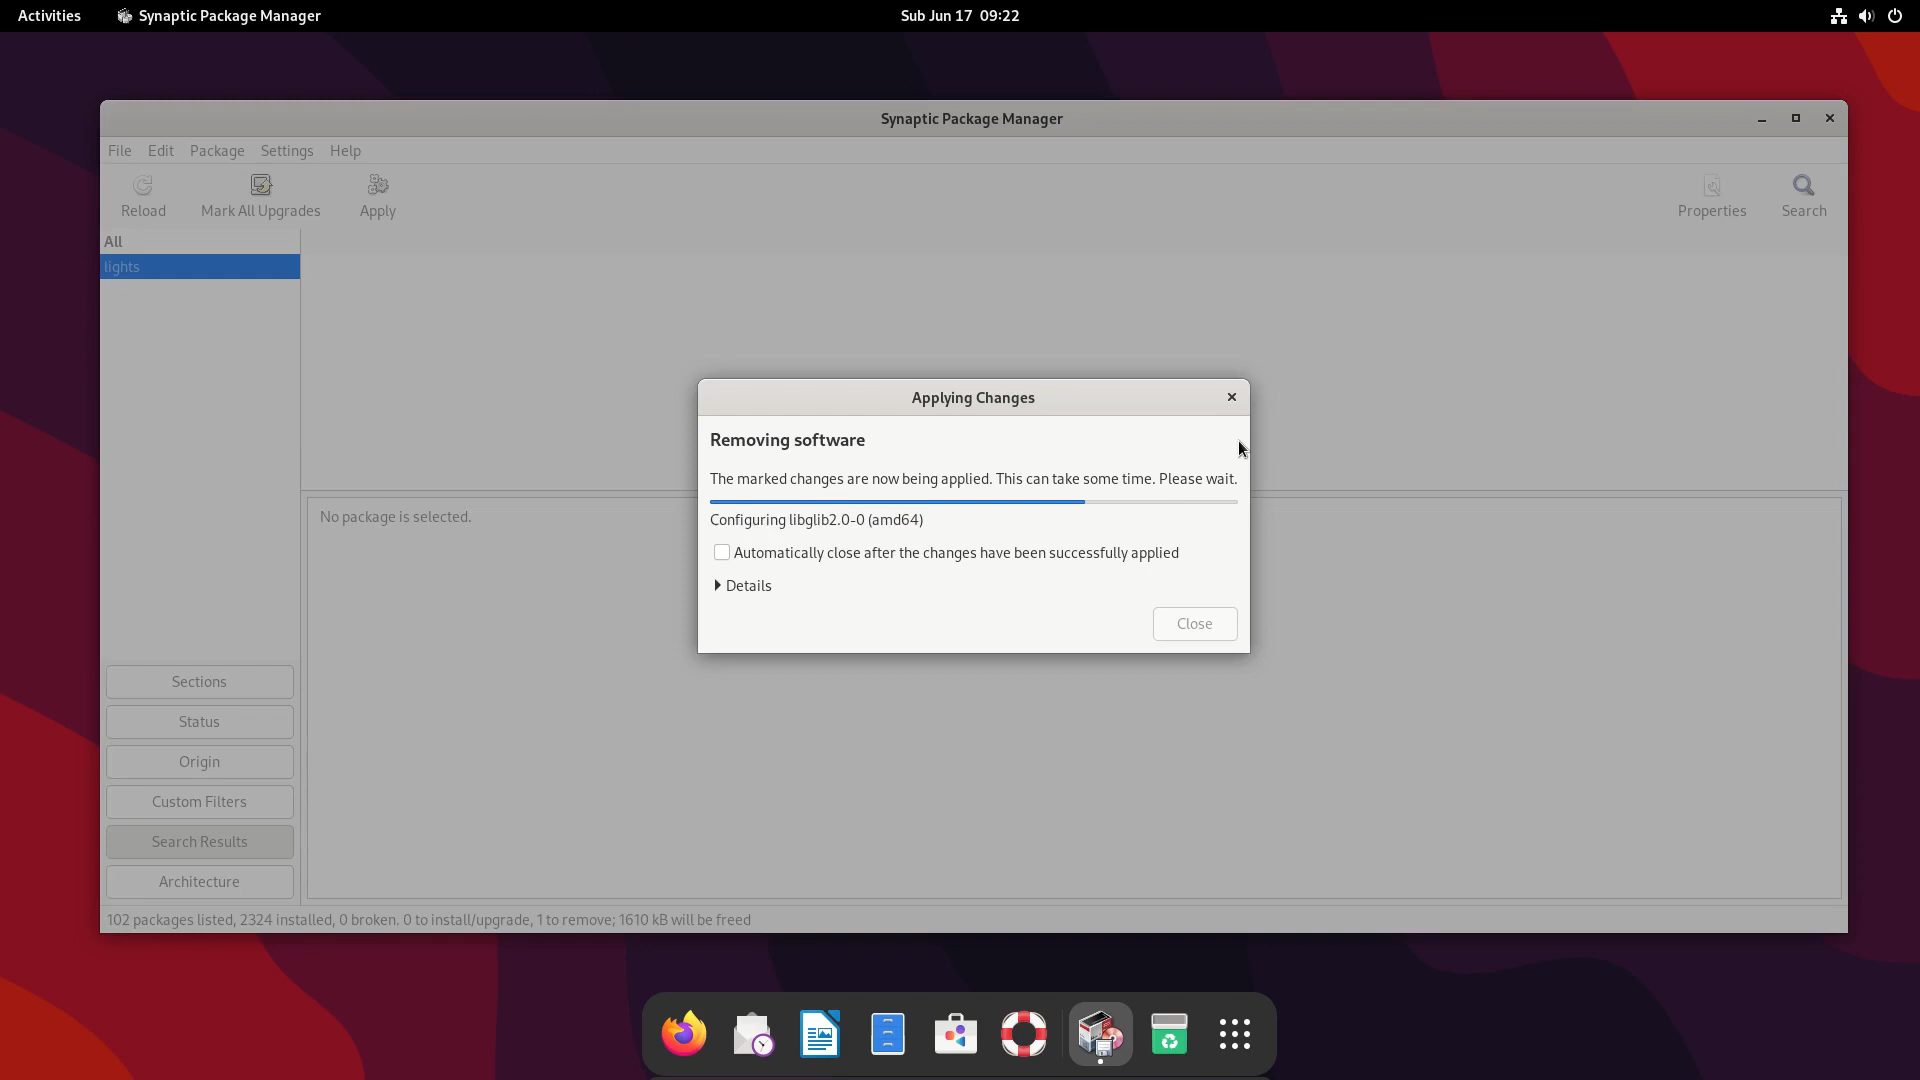 Activities
Synaptic Package Manager
Sub Jun 17 09:22
Synaptic Package Manager
File Edit Package Settings Help
Reload
Mark All Upgrades
Apply
Properties
Search
All
lights
Applying Changes
Removing software
The marked changes are now being applied. This can take some time. Please wait.
Configuring libglib2.0-0 (amd64)
Automatically close after the changes have been successfully applied
Details
Close
No package is selected.
Sections
Status
Origin
Custom Filters
Search Results
Architecture
102 packages listed, 2324 installed, 0 broken. 0 to install/upgrade, 1 to remove; 1610 kB will be freed